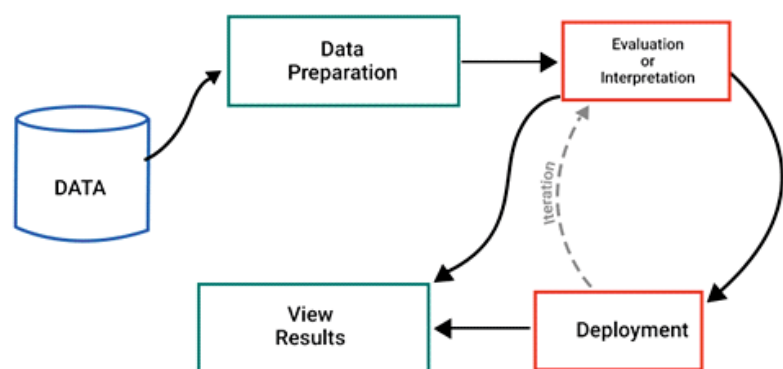 Data
Preparation
Evaluation
or
Interpretation
DATA
Iteration
View
Results
Deployment